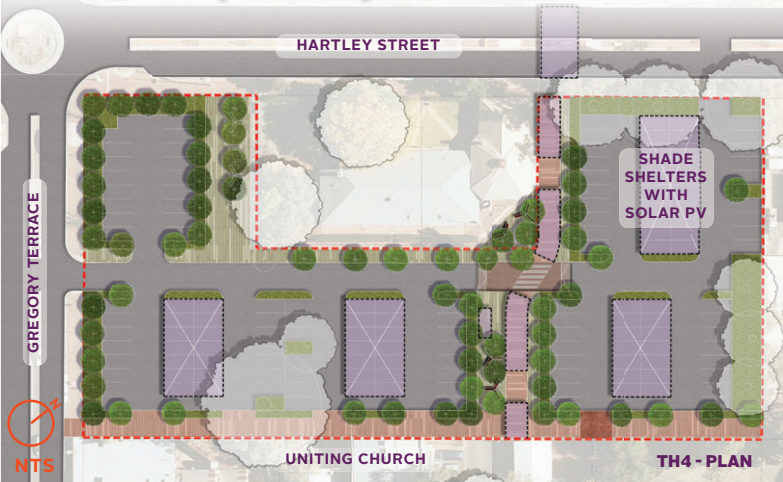 HARTLEY STREET
SHADE
SHELTERS
WITH
SOLAR PV
GREGORY TERRACE
N
NTS
UNITING CHURCH
TH4 - PLAN